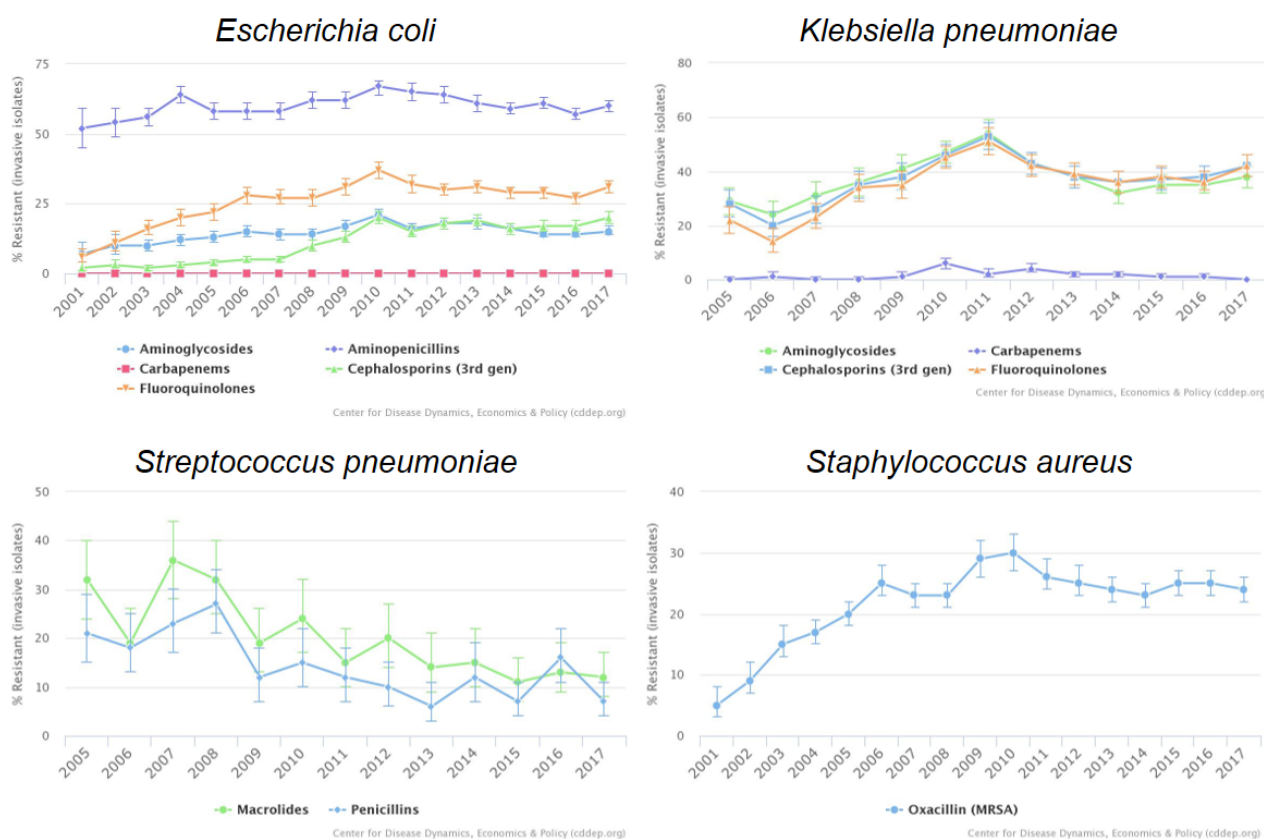 Escherichia coli
% Resistant (invasive isolates)
75
50
25
0
2001 2002 2003 2004 2005 2006 2007 2008 2009 2010 2011 2012 2013 2014 2015 2016 2017
Aminoglycosides Aminopenicillins
Carbapenems Cephalosporins (3rd gen)
Fluoroquinolones
Center for Disease Dynamics, Economics & Policy (cddep.org)
Klebsiella pneumoniae
% Resistant (invasive isolates)
80
60
40
20
0
2005 2006 2007 2008 2009 2010 2011 2012 2013 2014 2015 2016 2017
Aminoglycosides Carbapenems
Cephalosporins (3rd gen) Fluoroquinolones
Center for Disease Dynamics, Economics & Policy (cddep.org
Streptococcus pneumoniae
% Resistant (invasive isolates)
50
40
30
20
10
0
2005 2006 2007 2008 2009 2010 2011 2012 2013 2014 2015 2016 2017
Macrolides Penicillins
Center for Disease Dynamics, Economics & Policy (cddep.org)
Staphylococcus aureus
% Resistant (invasive isolates)
40
30
20
10
0
2001 2002 2003 2004 2005 2006 2007 2008 2009 2010 2011 2012 2013 2014 2015 2016 2017
Oxacillin (MRSA)
Center for Disease Dynamics, Economics & Policy (cddep.org)